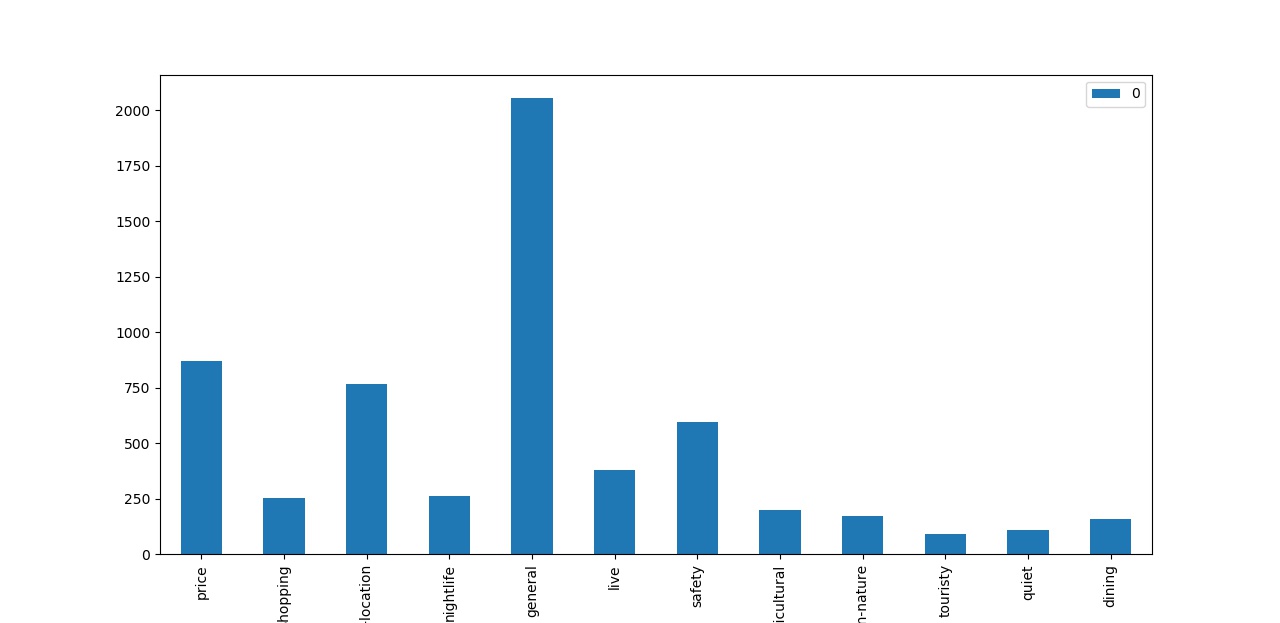 0
2000
1750
1500
1250
1000
750
500
250
0
price
hopping
-location
nightlife
general
live
safety
icultural
n-nature
touristy
quiet
dining